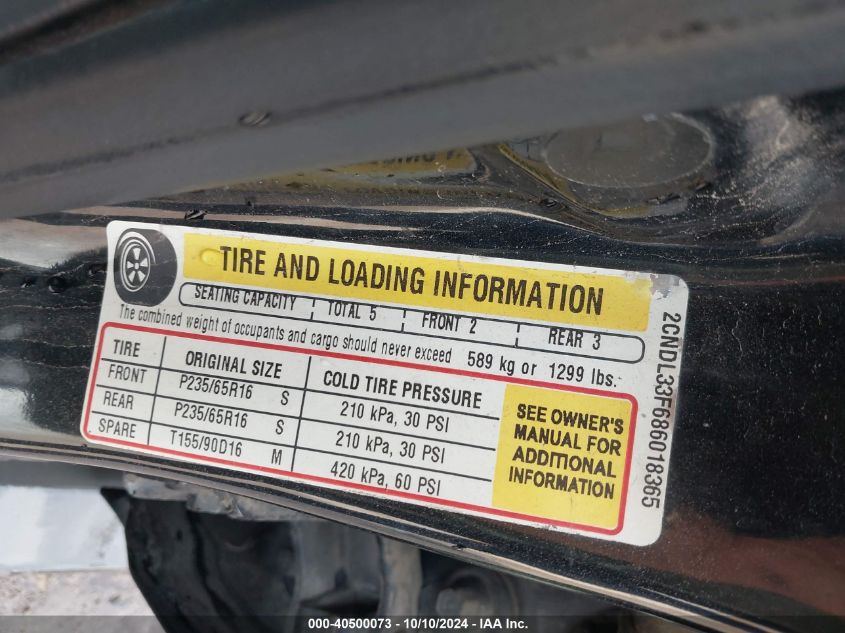 TIRE AND LOADING INFORMATION
SEATING CAPACITY TOTAL 5 FRONT 2 REAR 3
The combined weight of occupants and cargo should never exceed 589 kg or 1299 lbs.
TIRE ORIGINAL SIZE COLD TIRE PRESSURE
FRONT P235/65R16 S 210 kPa, 30 PSI
REAR P235/65R16 S 210 kPa, 30 PSI
SPARE T155/90D16 M 420 kPa, 60 PSI
SEE OWNER'S
MANUAL FOR
ADDITIONAL
INFORMATION
2CNDL33F686018365
000-40500073 - 10/10/2024 - IAA Inc.